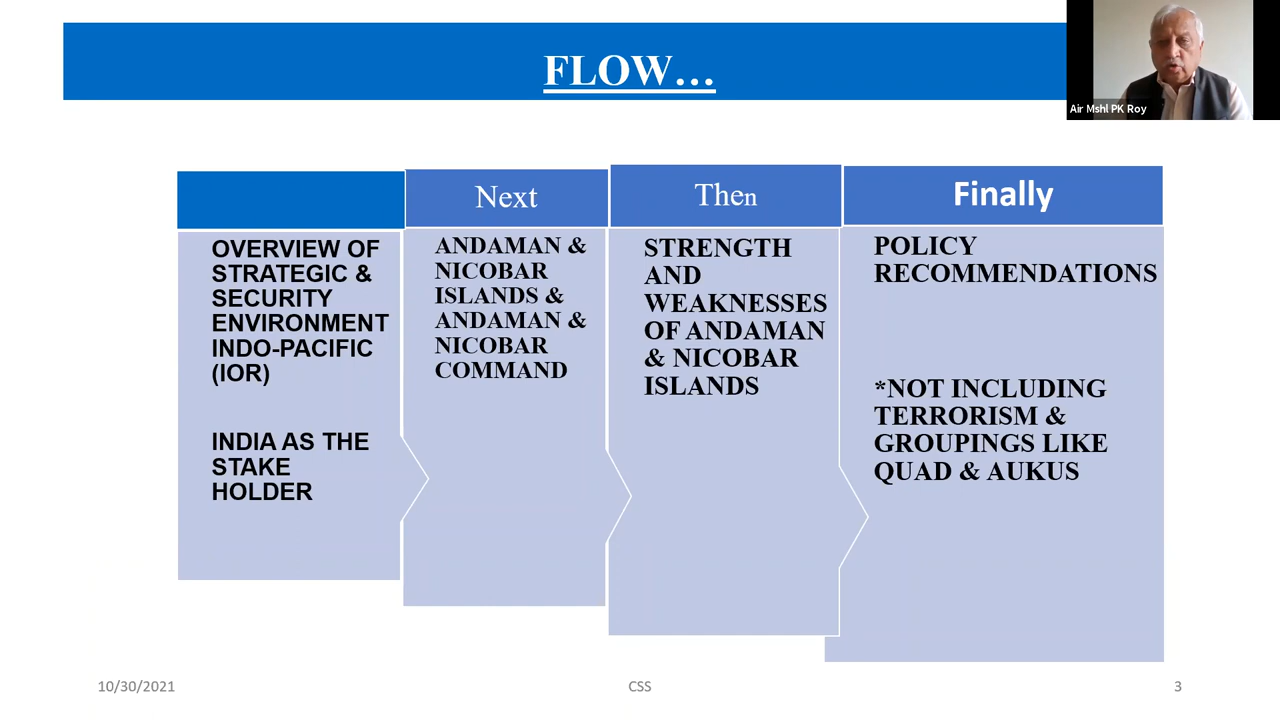 FLOW…
Air Mshl PK Roy
Next
Then
Finally
OVERVIEW OF
STRATEGIC &
SECURITY
ENVIRONMENT
INDO-PACIFIC
(IOR)
INDIA AS THE
STAKE
HOLDER
ANDAMAN &
NICOBAR
ISLANDS &
ANDAMAN &
NICOBAR
COMMAND
STRENGTH
AND
WEAKNESSES
OF ANDAMAN
& NICOBAR
ISLANDS
POLICY
RECOMMENDATIONS
*NOT INCLUDING
TERRORISM &
GROUPINGS LIKE
QUAD & AUKUS
10/30/2021
CSS
3